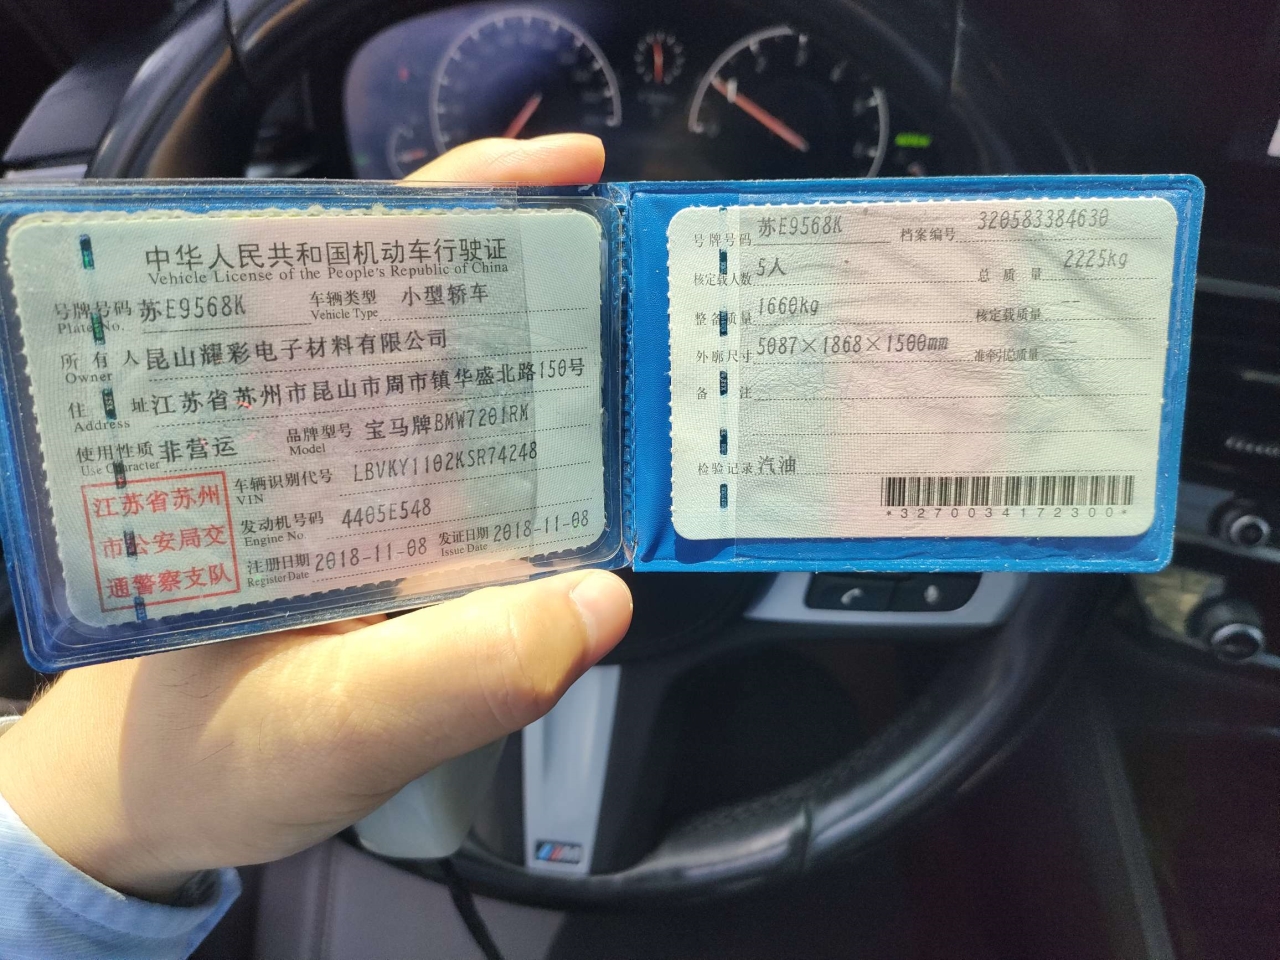 中华人民共和国机动车行驶证
Vehicle License of the People's Republic of China
号牌号码 苏E9568K 车辆类型 小型轿车
Plate No. Vehicle Type
所有人 昆山耀彩电子材料有限公司
Owner
住址 江苏省苏州市昆山市周市镇华盛北路150号
Address
使用性质 非营运 品牌型号 宝马牌BMW7201RM
Use Character Model
江苏省苏州
市公安局交
通警察支队
车辆识别代号 LBVKY1102KSR74248
VIN
发动机号码 4405E548
Engine No.
注册日期 2018-11-08 发证日期 2018-11-08
Register Date Issue Date
号牌号码 苏E9568K 档案编号 320583384630
核定载人数 5人 总质量 2225kg
整备质量 1660kg 核定载质量 --
外廓尺寸 5087×1868×1500mm 准牵引总质量 --
备注
检验记录 汽油
*3270034172300*
M